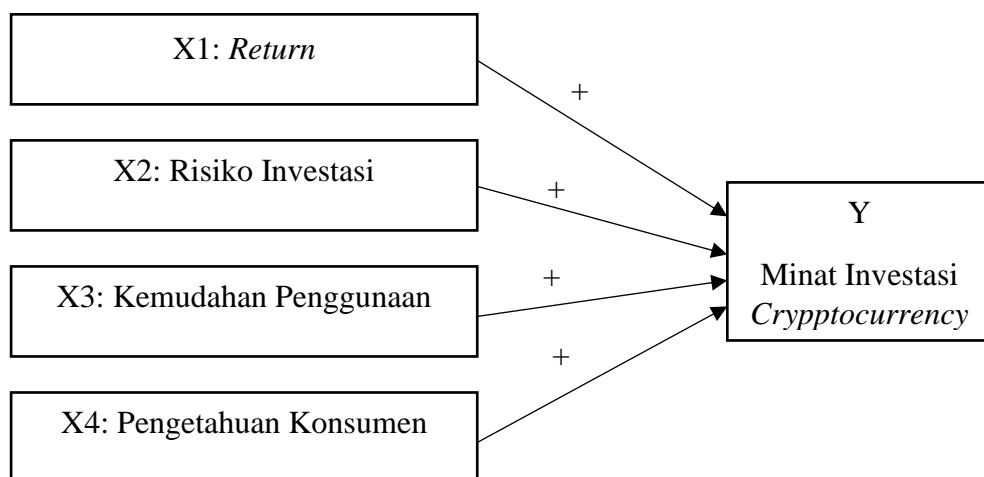 X1: Return
+
X2: Risiko Investasi
+
Y
Minat Investasi
Crypptocurrency
X3: Kemudahan Penggunaan
+
X4: Pengetahuan Konsumen
+